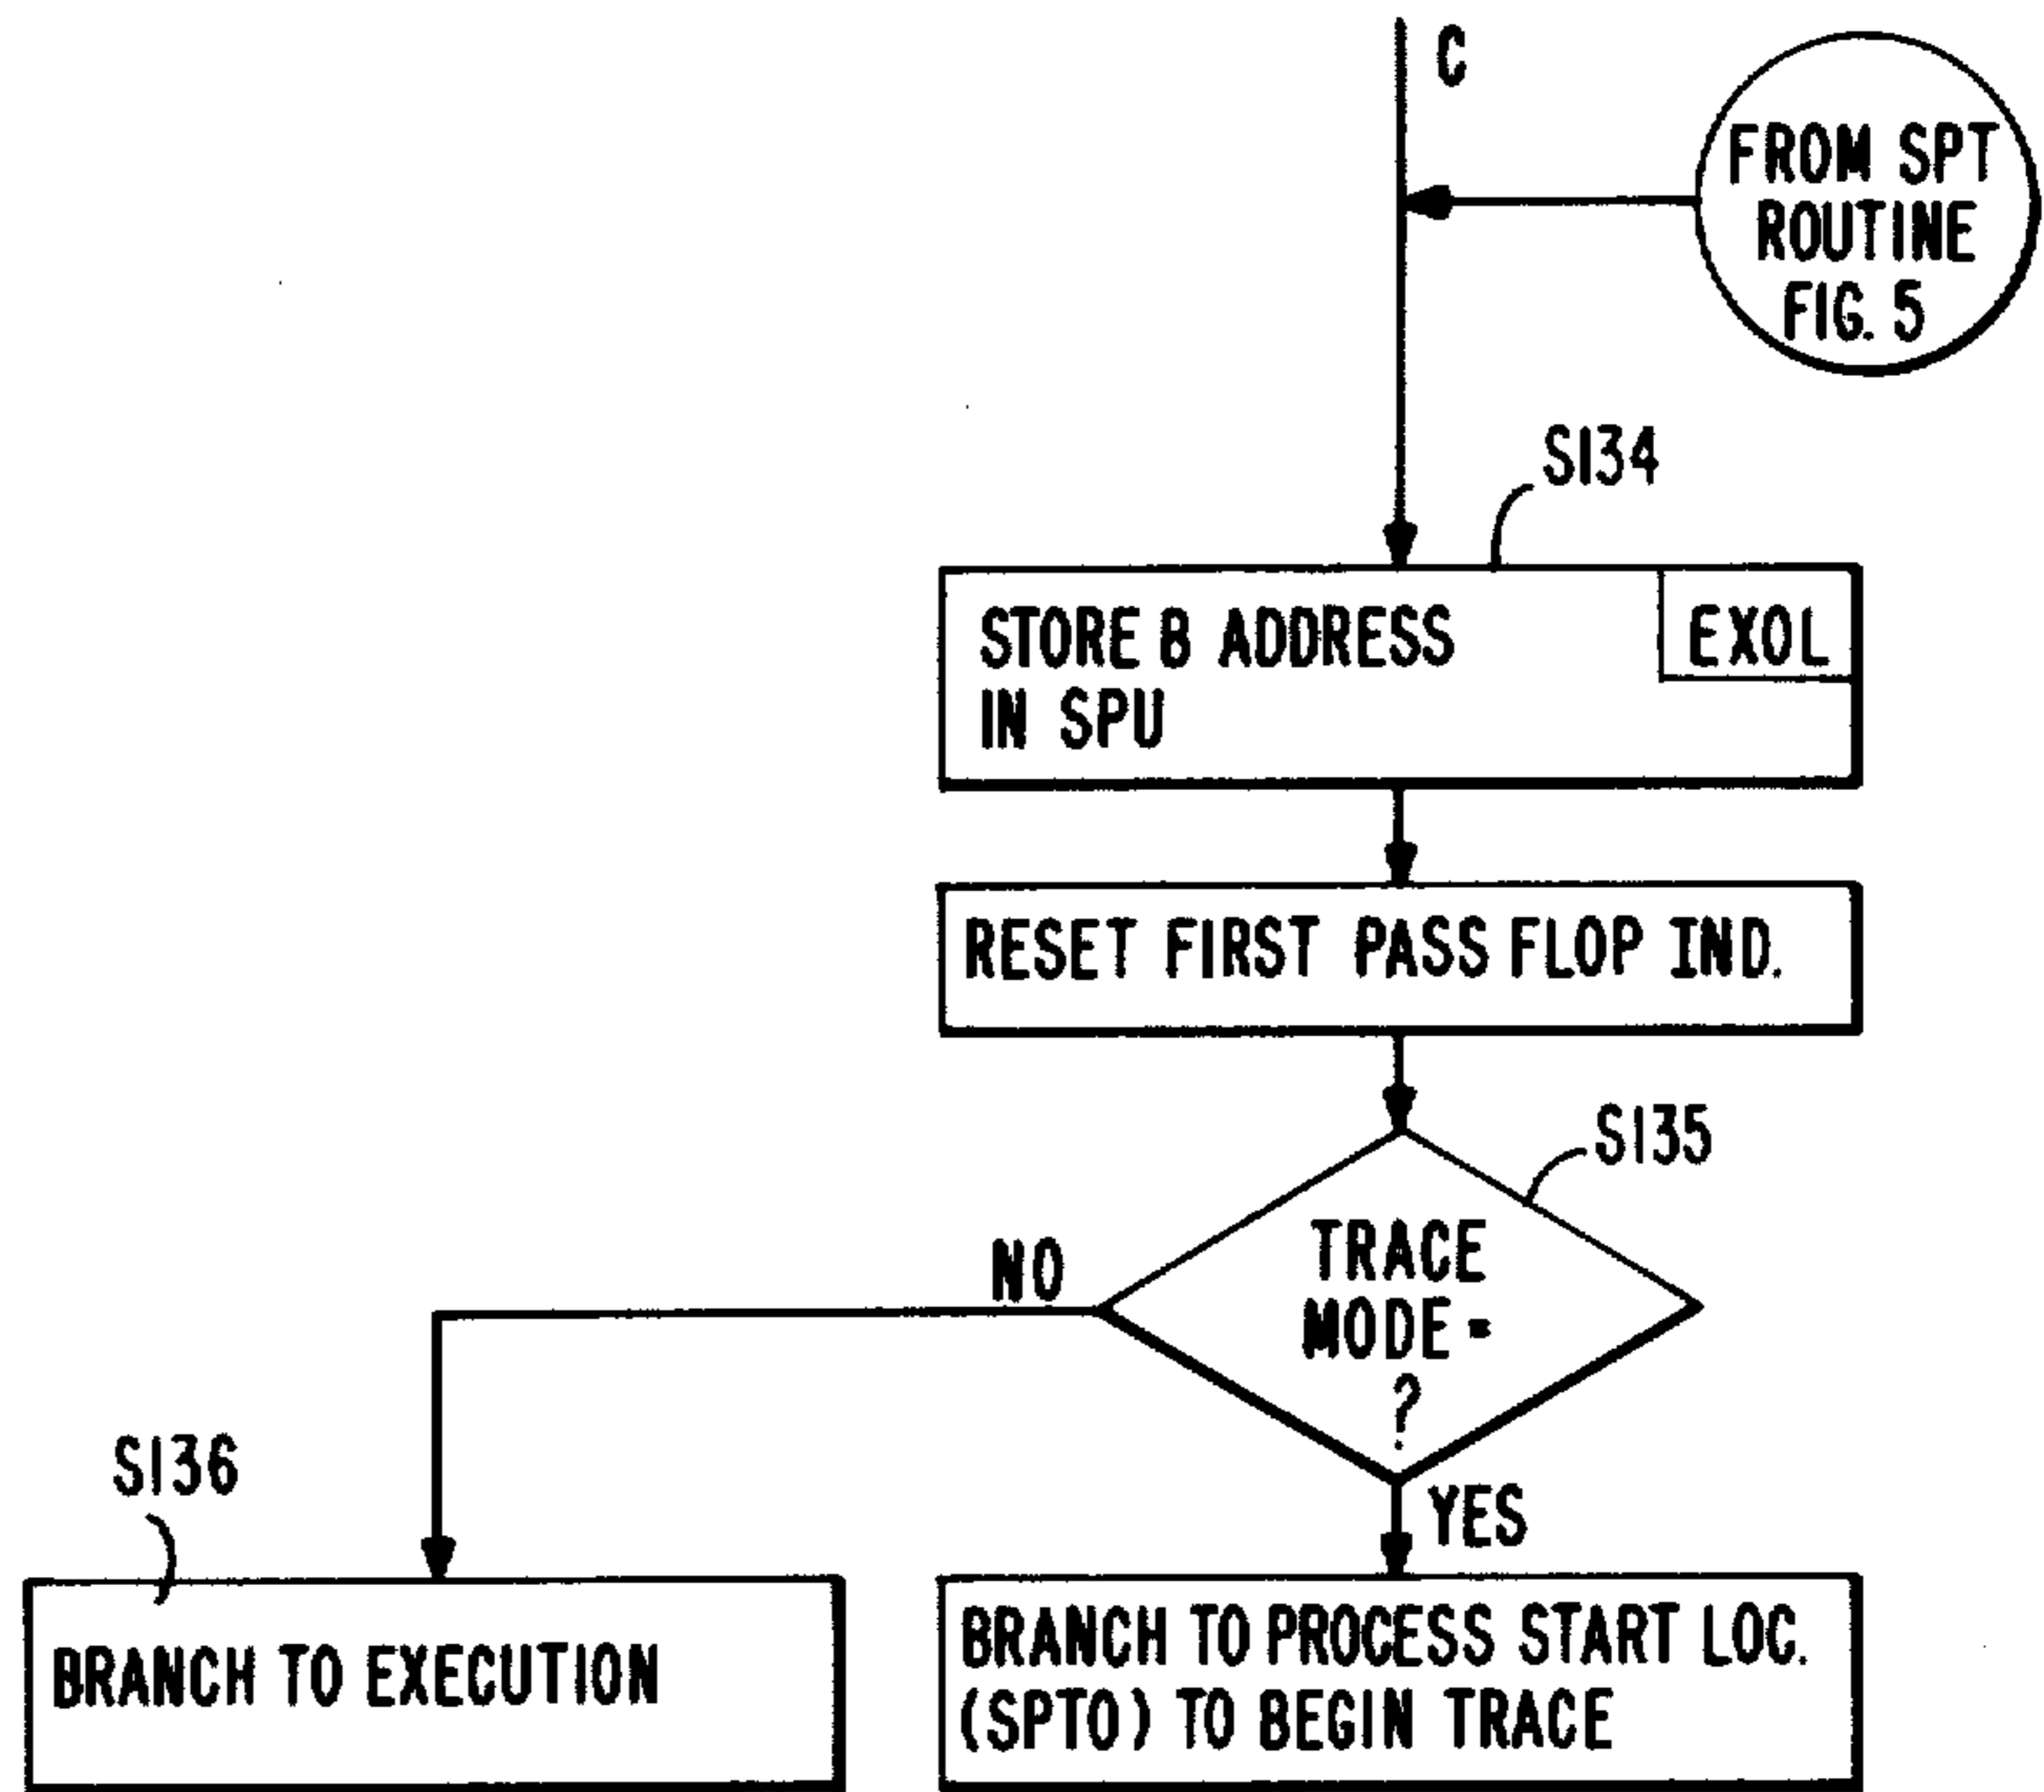 C
FROM SPT
ROUTINE
FIG. 5
S134
STORE B ADDRESS
IN SPU
EXOL
RESET FIRST PASS FLOP IND.
S135
TRACE
MODE =
?
NO
YES
S136
BRANCH TO EXECUTION
BRANCH TO PROCESS START LOC.
(SPTO) TO BEGIN TRACE